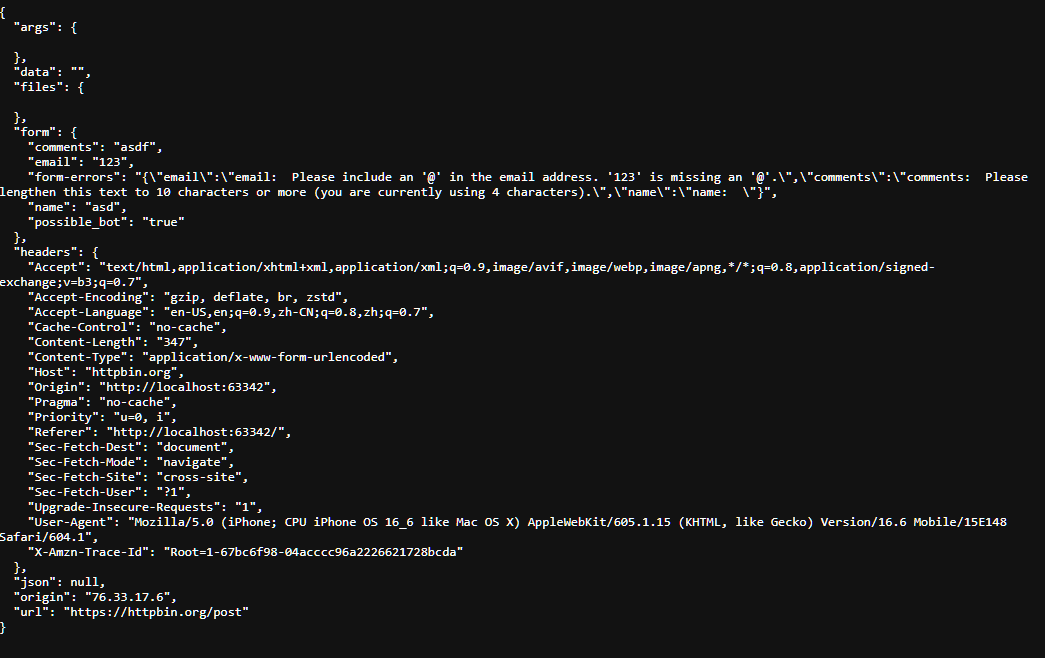 {
  "args": {

  },
  "data": "",
  "files": {

  },
  "form": {
    "comments": "asdf",
    "email": "123",
    "form-errors": "{\"email\":\"email:  Please include an '@' in the email address. '123' is missing an '@'.\",\"comments\":\"comments:  Please
lengthen this text to 10 characters or more (you are currently using 4 characters).\",\"name\":\"name:  \"}",
    "name": "asd",
    "possible_bot": "true"
  },
  "headers": {
    "Accept": "text/html,application/xhtml+xml,application/xml;q=0.9,image/avif,image/webp,image/apng,*/*;q=0.8,application/signed-
exchange;v=b3;q=0.7",
    "Accept-Encoding": "gzip, deflate, br, zstd",
    "Accept-Language": "en-US,en;q=0.9,zh-CN;q=0.8,zh;q=0.7",
    "Cache-Control": "no-cache",
    "Content-Length": "347",
    "Content-Type": "application/x-www-form-urlencoded",
    "Host": "httpbin.org",
    "Origin": "http://localhost:63342",
    "Pragma": "no-cache",
    "Priority": "u=0, i",
    "Referer": "http://localhost:63342/",
    "Sec-Fetch-Dest": "document",
    "Sec-Fetch-Mode": "navigate",
    "Sec-Fetch-Site": "cross-site",
    "Sec-Fetch-User": "?1",
    "Upgrade-Insecure-Requests": "1",
    "User-Agent": "Mozilla/5.0 (iPhone; CPU iPhone OS 16_6 like Mac OS X) AppleWebKit/605.1.15 (KHTML, like Gecko) Version/16.6 Mobile/15E148
Safari/604.1",
    "X-Amzn-Trace-Id": "Root=1-67bc6f98-04acccc96a2226621728bcda"
  },
  "json": null,
  "origin": "76.33.17.6",
  "url": "https://httpbin.org/post"
}